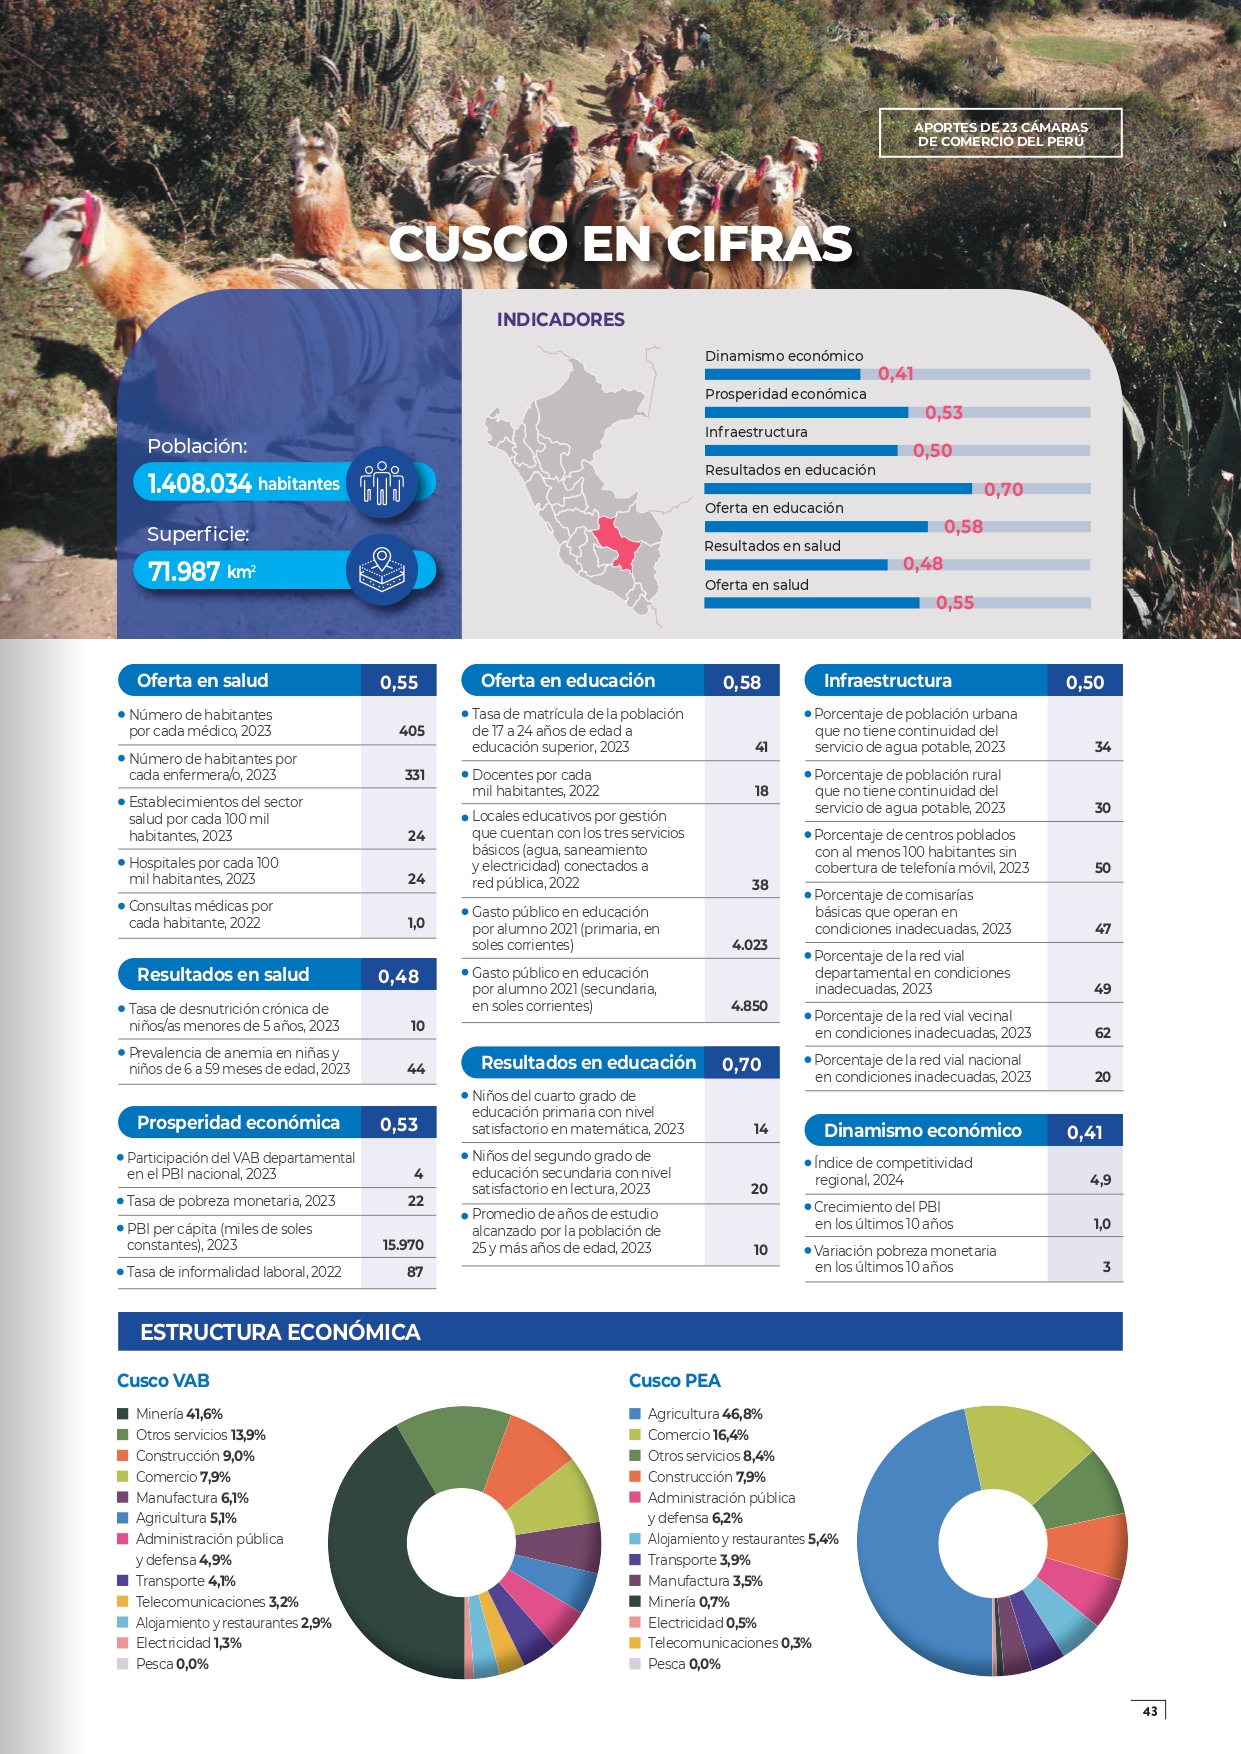 APORTES DE 23 CÁMARAS
DE COMERCIO DEL PERÚ
CUSCO EN CIFRAS
Población:
1.408.034 habitantes
Superficie:
71.987 km²
INDICADORES
Dinamismo económico
0,41
Prosperidad económica
0,53
Infraestructura
0,50
Resultados en educación
0,70
Oferta en educación
0,58
Resultados en salud
0,48
Oferta en salud
0,55
Oferta en salud 0,55
Número de habitantes
por cada médico, 2023 405
Número de habitantes por
cada enfermera/o, 2023 331
Establecimientos del sector
salud por cada 100 mil
habitantes, 2023 24
Hospitales por cada 100
mil habitantes, 2023 24
Consultas médicas por
cada habitante, 2022 1,0
Resultados en salud 0,48
Tasa de desnutrición crónica de
niños/as menores de 5 años, 2023 10
Prevalencia de anemia en niñas y
niños de 6 a 59 meses de edad, 2023 44
Prosperidad económica 0,53
Participación del VAB departamental
en el PBI nacional, 2023 4
Tasa de pobreza monetaria, 2023 22
PBI per cápita (miles de soles
constantes), 2023 15.970
Tasa de informalidad laboral, 2022 87
Oferta en educación 0,58
Tasa de matrícula de la población
de 17 a 24 años de edad a
educación superior, 2023 41
Docentes por cada
mil habitantes, 2022 18
Locales educativos por gestión
que cuentan con los tres servicios
básicos (agua, saneamiento
y electricidad) conectados a
red pública, 2022 38
Gasto público en educación
por alumno 2021 (primaria, en
soles corrientes) 4.023
Gasto público en educación
por alumno 2021 (secundaria,
en soles corrientes) 4.850
Resultados en educación 0,70
Niños del cuarto grado de
educación primaria con nivel
satisfactorio en matemática, 2023 14
Niños del segundo grado de
educación secundaria con nivel
satisfactorio en lectura, 2023 20
Promedio de años de estudio
alcanzado por la población de
25 y más años de edad, 2023 10
Infraestructura 0,50
Porcentaje de población urbana
que no tiene continuidad del
servicio de agua potable, 2023 34
Porcentaje de población rural
que no tiene continuidad del
servicio de agua potable, 2023 30
Porcentaje de centros poblados
con al menos 100 habitantes sin
cobertura de telefonía móvil, 2023 50
Porcentaje de comisarías
básicas que operan en
condiciones inadecuadas, 2023 47
Porcentaje de la red vial
departamental en condiciones
inadecuadas, 2023 49
Porcentaje de la red vial vecinal
en condiciones inadecuadas, 2023 62
Porcentaje de la red vial nacional
en condiciones inadecuadas, 2023 20
Dinamismo económico 0,41
Índice de competitividad
regional, 2024 4,9
Crecimiento del PBI
en los últimos 10 años 1,0
Variación pobreza monetaria
en los últimos 10 años 3
ESTRUCTURA ECONÓMICA
Cusco VAB
Minería 41,6%
Otros servicios 13,9%
Construcción 9,0%
Comercio 7,9%
Manufactura 6,1%
Agricultura 5,1%
Administración pública
y defensa 4,9%
Transporte 4,1%
Telecomunicaciones 3,2%
Alojamiento y restaurantes 2,9%
Electricidad 1,3%
Pesca 0,0%
Cusco PEA
Agricultura 46,8%
Comercio 16,4%
Otros servicios 8,4%
Construcción 7,9%
Administración pública
y defensa 6,2%
Alojamiento y restaurantes 5,4%
Transporte 3,9%
Manufactura 3,5%
Minería 0,7%
Electricidad 0,5%
Telecomunicaciones 0,3%
Pesca 0,0%
43